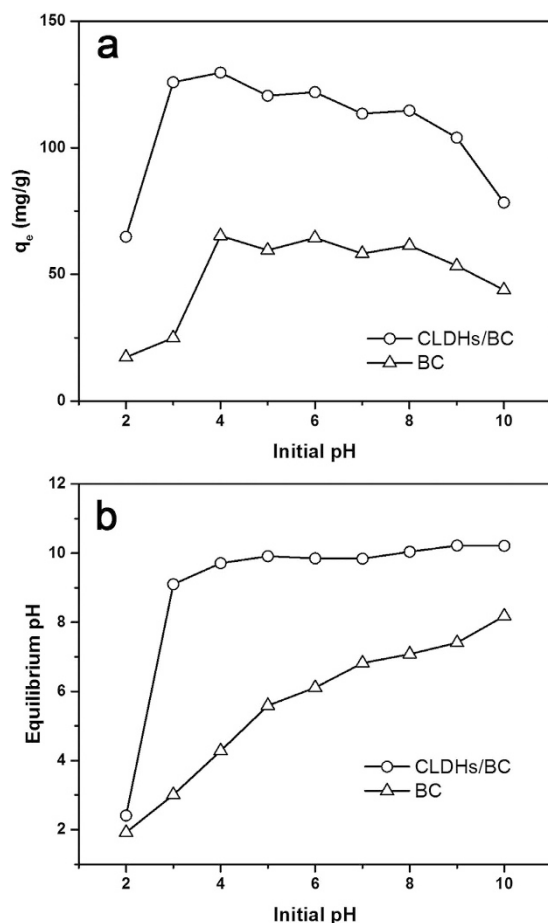 a
150
100
50
0
q_e (mg/g)
CLDHs/BC
BC
2 4 6 8 10
Initial pH
b
12
10
8
6
4
2
Equilibrium pH
CLDHs/BC
BC
2 4 6 8 10
Initial pH